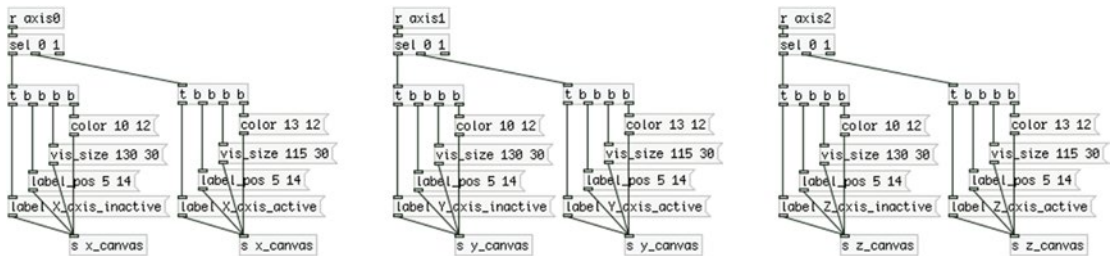 r axis0
sel 0 1
t b b b b
t b b b b
color 10 12
color 13 12
vis_size 130 30
vis_size 115 30
label_pos 5 14
label_pos 5 14
label X_axis_inactive
label X_axis_active
s x_canvas
s x_canvas
r axis1
sel 0 1
t b b b b
t b b b b
color 10 12
color 13 12
vis_size 130 30
vis_size 115 30
label_pos 5 14
label_pos 5 14
label Y_axis_inactive
label Y_axis_active
s y_canvas
s y_canvas
r axis2
sel 0 1
t b b b b
t b b b b
color 10 12
color 13 12
vis_size 130 30
vis_size 115 30
label_pos 5 14
label_pos 5 14
label Z_axis_inactive
label Z_axis_active
s z_canvas
s z_canvas